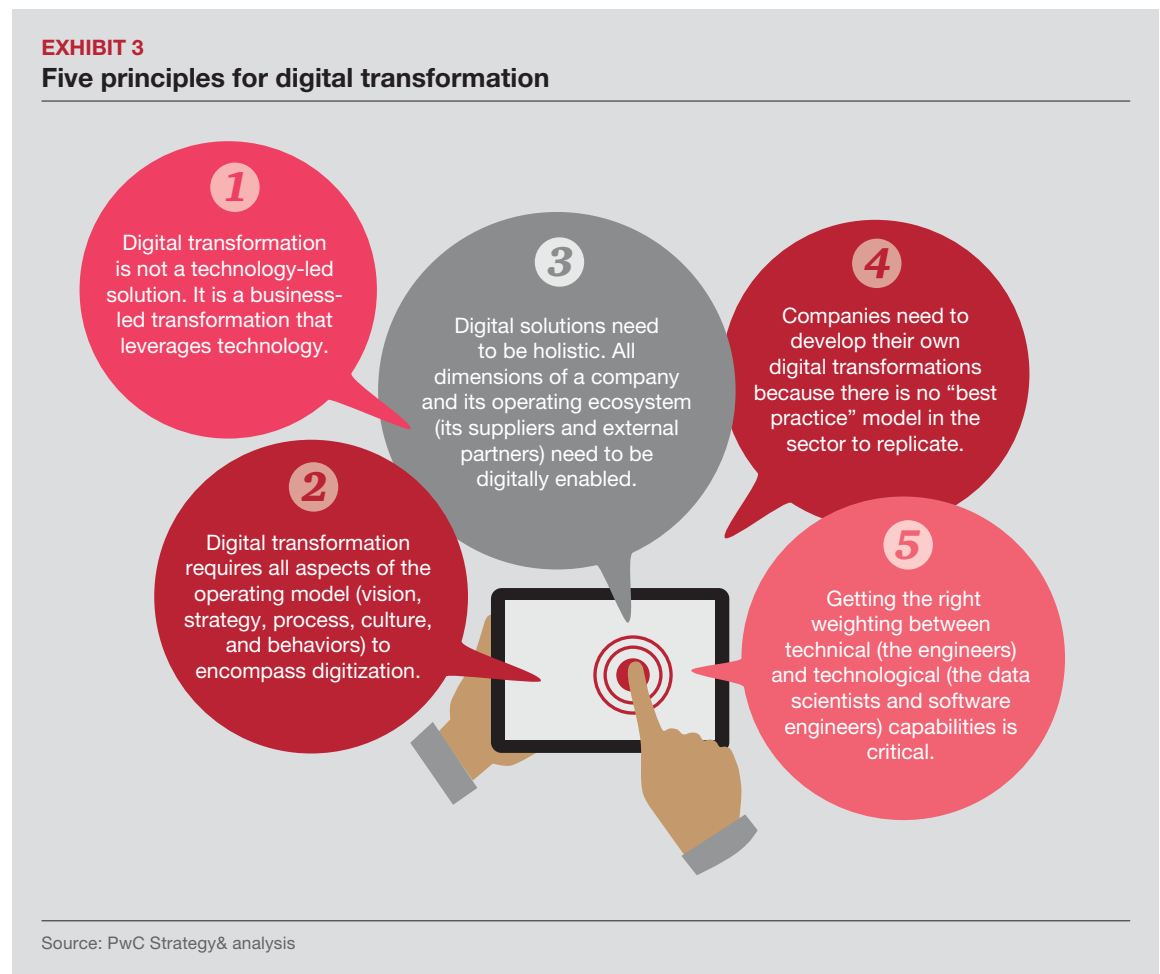 EXHIBIT 3
Five principles for digital transformation
1
Digital transformation
is not a technology-led
solution. It is a business-
led transformation that
leverages technology.
2
Digital transformation
requires all aspects of the
operating model (vision,
strategy, process, culture,
and behaviors) to
encompass digitization.
3
Digital solutions need
to be holistic. All
dimensions of a company
and its operating ecosystem
(its suppliers and external
partners) need to be
digitally enabled.
4
Companies need to
develop their own
digital transformations
because there is no “best
practice” model in the
sector to replicate.
5
Getting the right
weighting between
technical (the engineers)
and technological (the data
scientists and software
engineers) capabilities is
critical.
Source: PwC Strategy& analysis